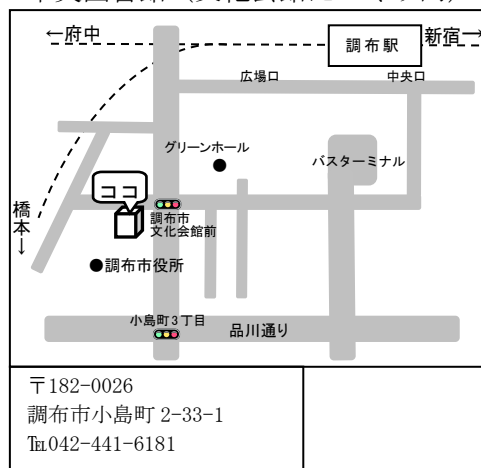 ←府中
新宿→
調布駅
広場口
中央口
グリーンホール
バスターミナル
ココ
橋本↓
調布市
文化会館前
●調布市役所
小島町3丁目
品川通り
〒182-0026
調布市小島町 2-33-1
℡042-441-6181